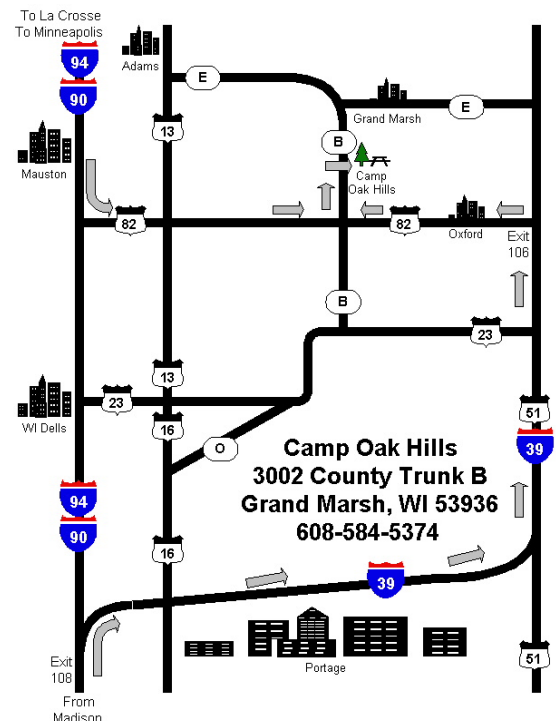 To La Crosse
To Minneapolis
94
90
Adams
E
13
Grand Marsh
E
B
Mauston
Camp
Oak Hills
82
82
Oxford
Exit
106
B
23
13
23
51
WI Dells
16
O
39
Camp Oak Hills
3002 County Trunk B
Grand Marsh, WI 53936
608-584-5374
94
90
16
39
Portage
51
Exit
108
From
Madison